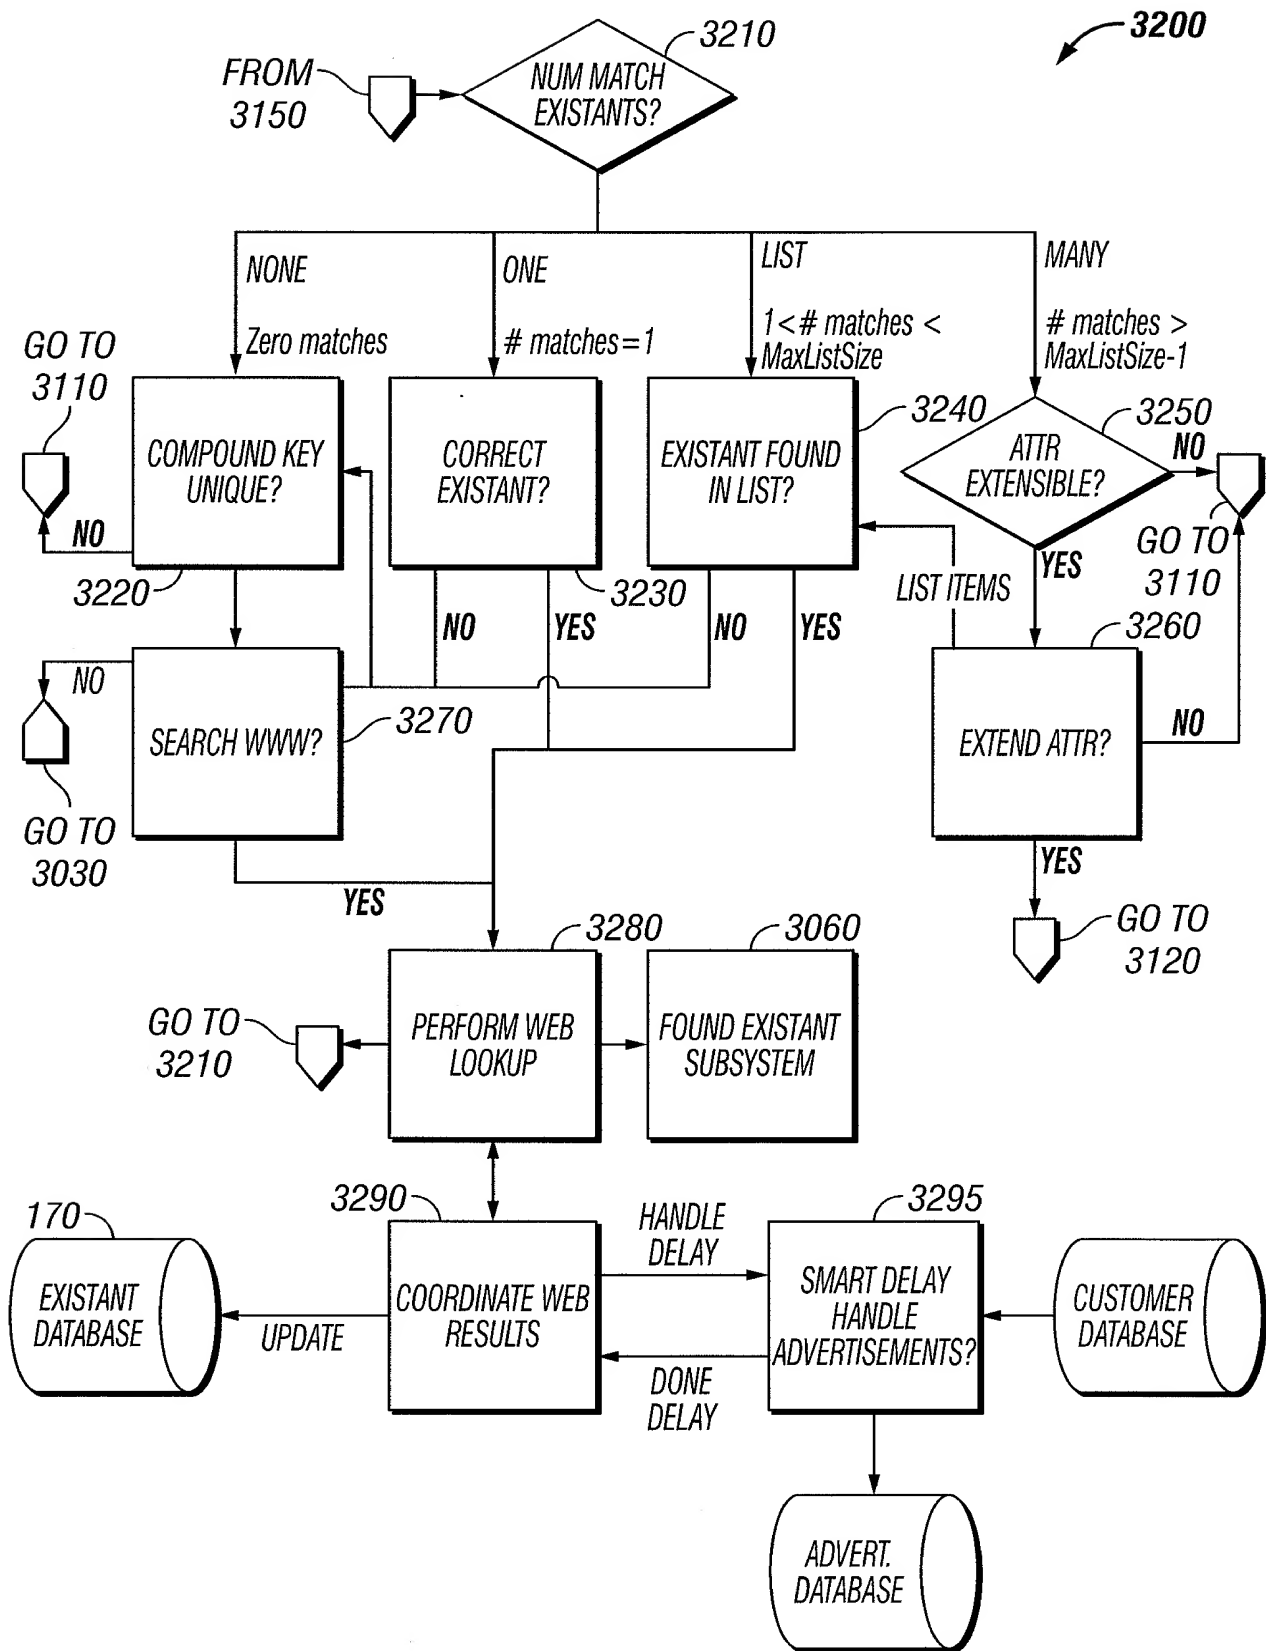 3200
3210
FROM
3150
NUM MATCH
EXISTANTS?
NONE
ONE
LIST
MANY
Zero matches
# matches=1
1<# matches <
MaxListSize
# matches >
MaxListSize-1
GO TO
3110
COMPOUND KEY
UNIQUE?
NO
3220
CORRECT
EXISTANT?
3230
NO
YES
3240
EXISTANT FOUND
IN LIST?
NO
YES
3250
ATTR
EXTENSIBLE?
NO
GO TO
3110
YES
LIST ITEMS
3260
EXTEND ATTR?
NO
YES
GO TO
3120
NO
SEARCH WWW?
3270
GO TO
3030
YES
3280
PERFORM WEB
LOOKUP
GO TO
3210
3060
FOUND EXISTANT
SUBSYSTEM
3290
COORDINATE WEB
RESULTS
170
EXISTANT
DATABASE
UPDATE
HANDLE
DELAY
DONE
DELAY
3295
SMART DELAY
HANDLE
ADVERTISEMENTS?
CUSTOMER
DATABASE
ADVERT.
DATABASE